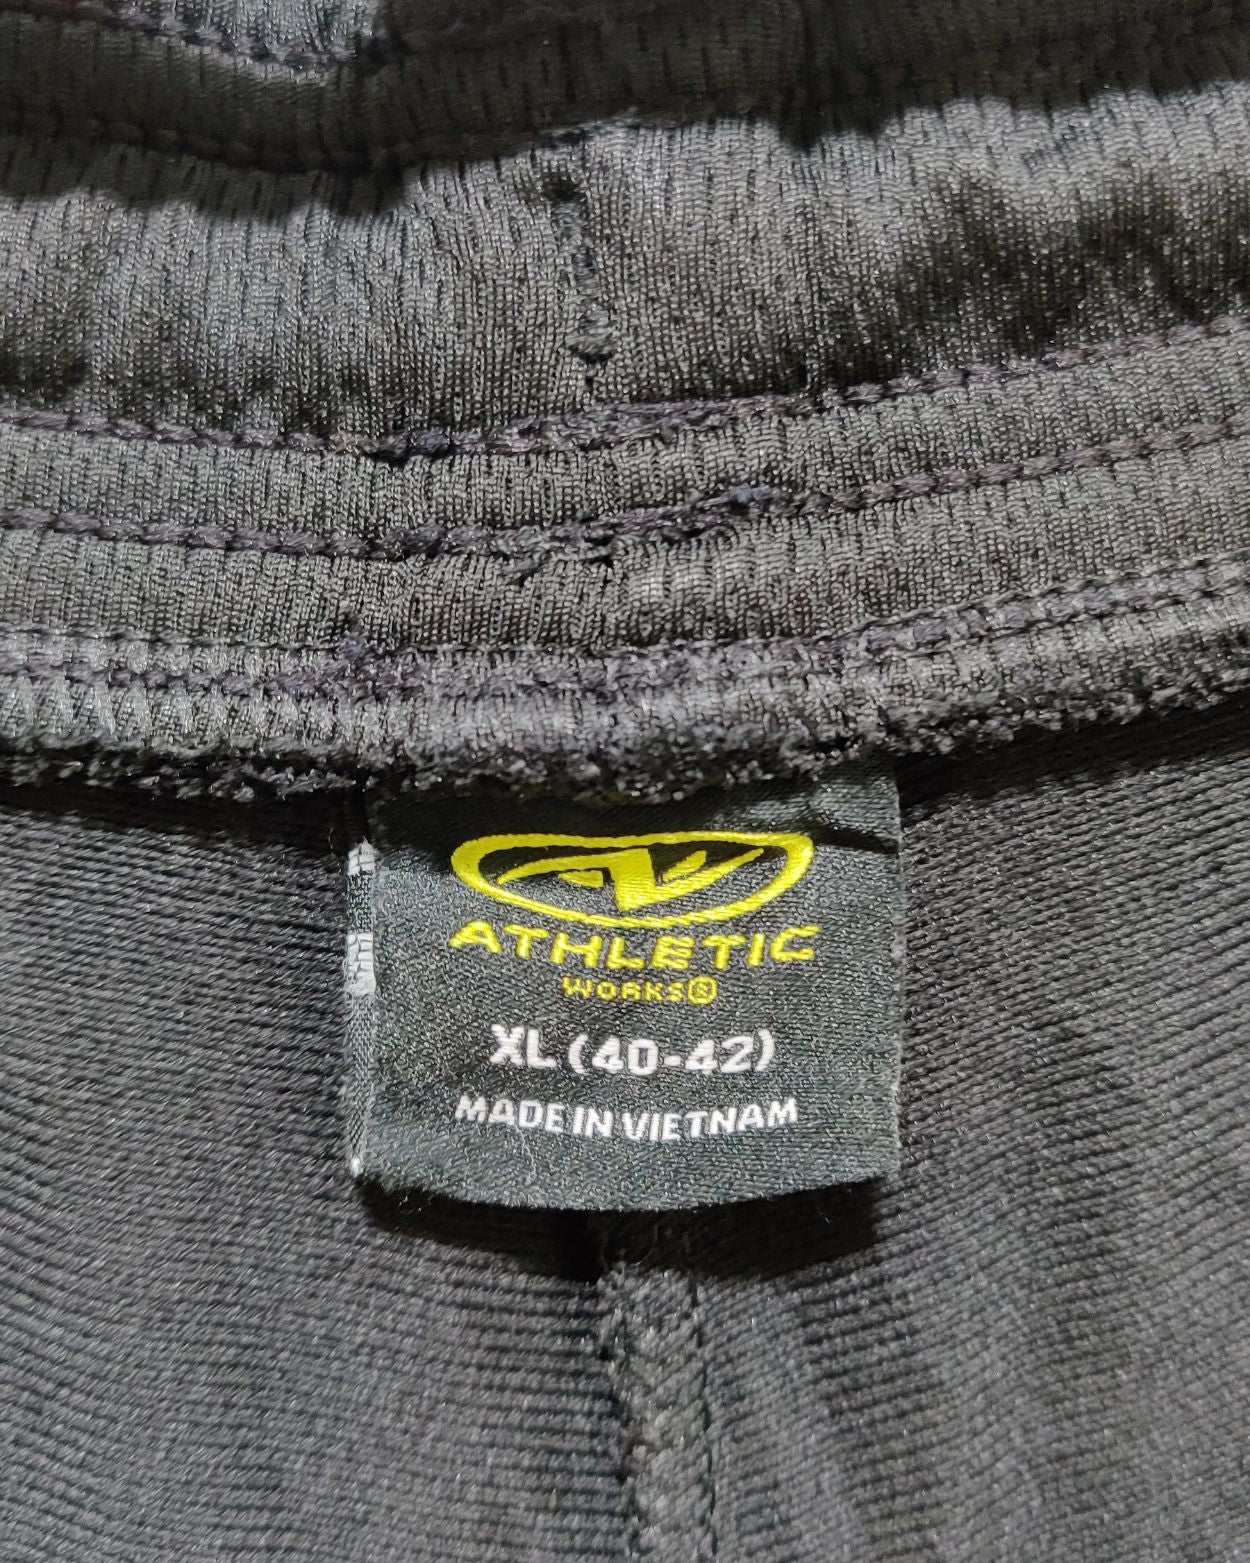 ATHLETIC
WORKS®
XL (40-42)
MADE IN VIETNAM